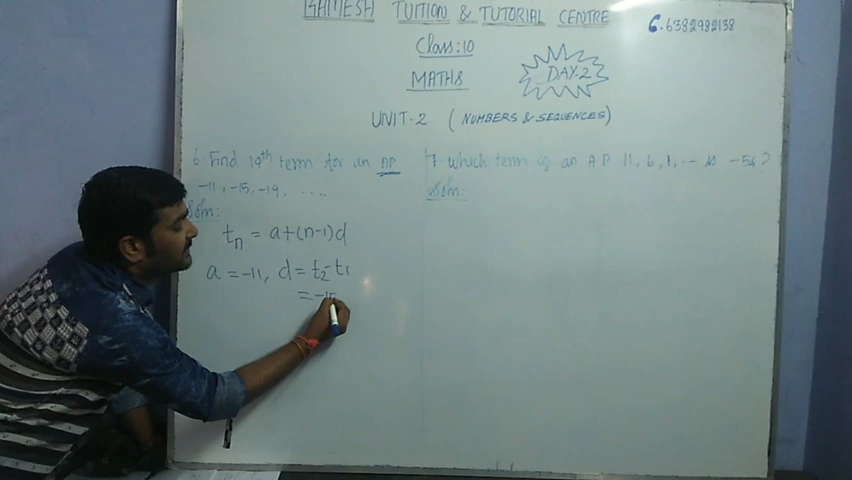 KAMESH TUITION & TUTORIAL CENTRE
C. 6382982138
Class:10
MATHS
DAY.2
UNIT-2 ( NUMBERS & SEQUENCES)
6. Find 19th term for an AP
-11, -15, -19, .....
Soln:
tn = a+(n-1)d
a = -11, d = t2-t1
= -15
7. Which term of an A P 11, 6, 1, ... is -54?
Soln: